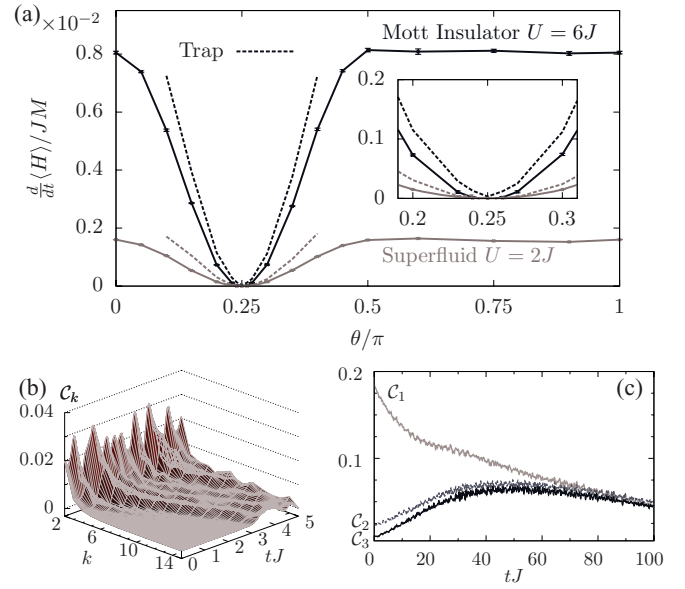 (a)
×10⁻²
0.8
0.6
0.4
0.2
0
d/dt⟨H⟩/JM
Trap
Mott Insulator U = 6J
0.2
0.1
0
0.2
0.25
0.3
Superfluid U = 2J
0
0.25
0.5
0.75
1
θ/π
(b)
𝒞ₖ
0.04
0.02
0
2
6
10
14
k
0
1
2
3
4
5
tJ
(c)
0.2
0.1
𝒞₁
𝒞₂
𝒞₃
0
20
40
60
80
100
tJ